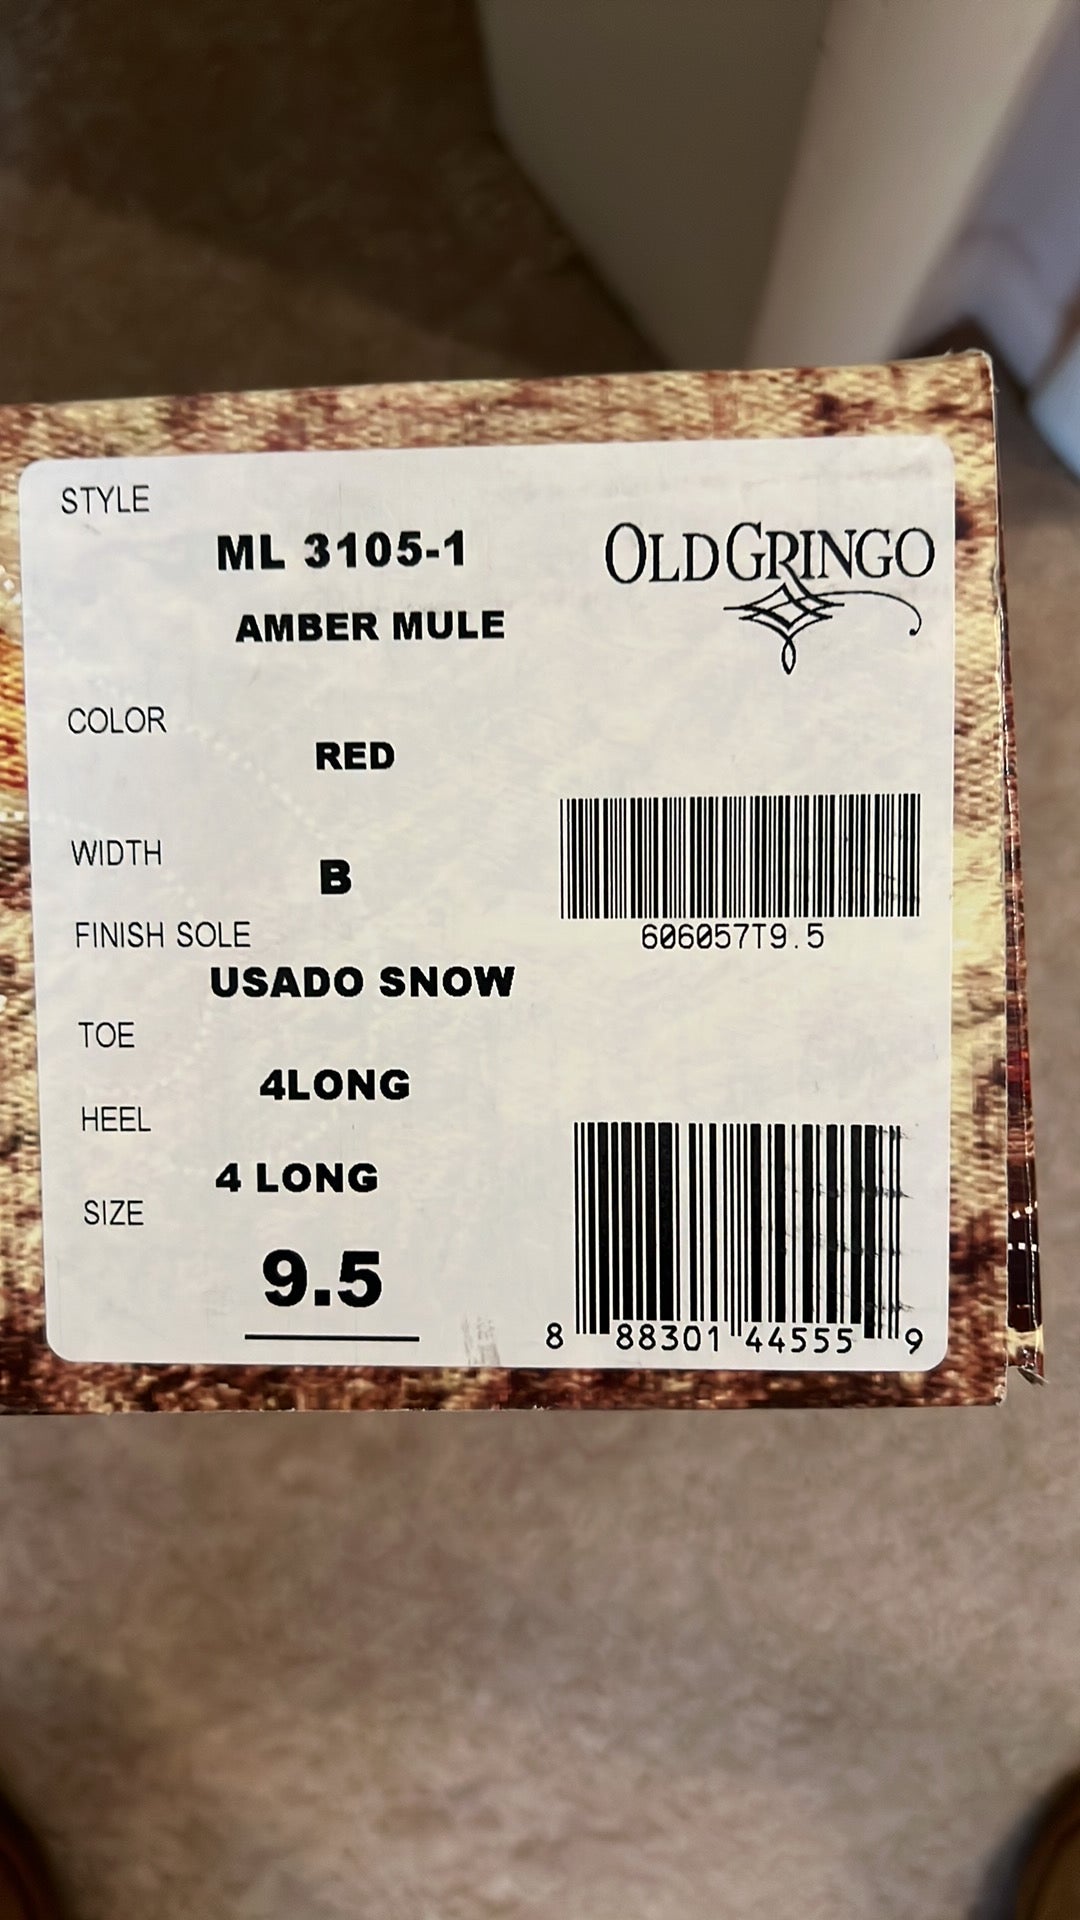 STYLE
ML 3105-1
OLD GRINGO
AMBER MULE
COLOR
RED
WIDTH
B
606057T9.5
FINISH SOLE
USADO SNOW
TOE
4LONG
HEEL
4 LONG
SIZE
9.5
8 88301 44555 9